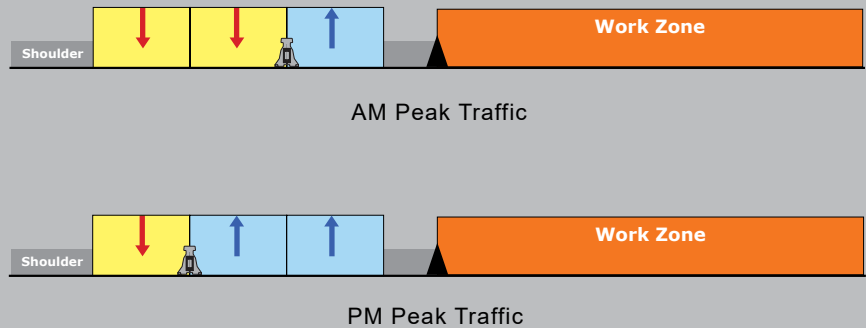 Work Zone
Shoulder
AM Peak Traffic
Work Zone
Shoulder
PM Peak Traffic